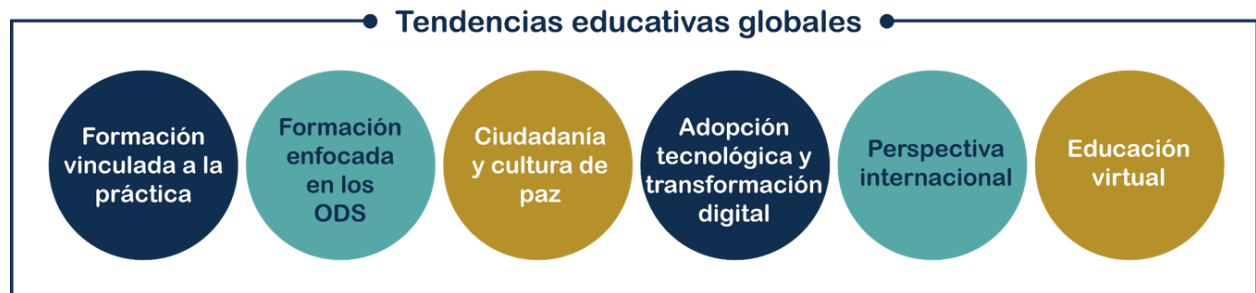 Tendencias educativas globales
Formación
vinculada a la
práctica
Formación
enfocada
en los
ODS
Ciudadanía
y cultura de
paz
Adopción
tecnológica y
transformación
digital
Perspectiva
internacional
Educación
virtual